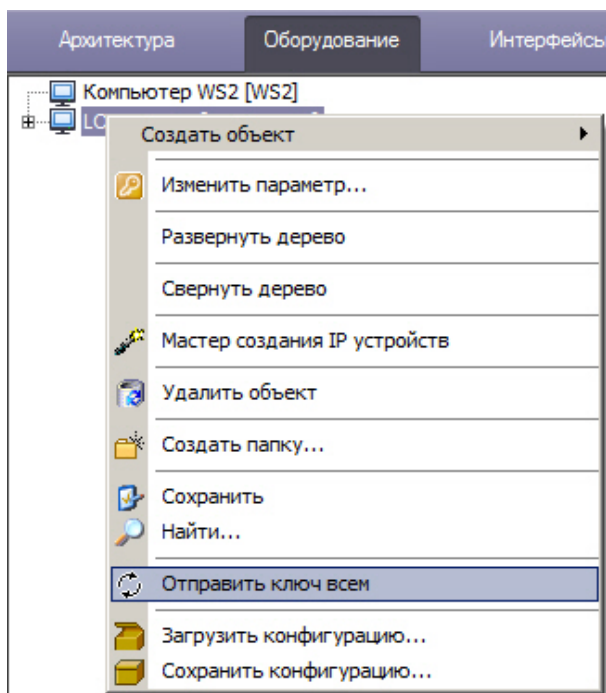 Архитектура Оборудование Интерфейсы
Компьютер WS2 [WS2]
Создать объект
Изменить параметр...
Развернуть дерево
Свернуть дерево
Мастер создания IP устройств
Удалить объект
Создать папку...
Сохранить
Найти...
Отправить ключ всем
Загрузить конфигурацию...
Сохранить конфигурацию...